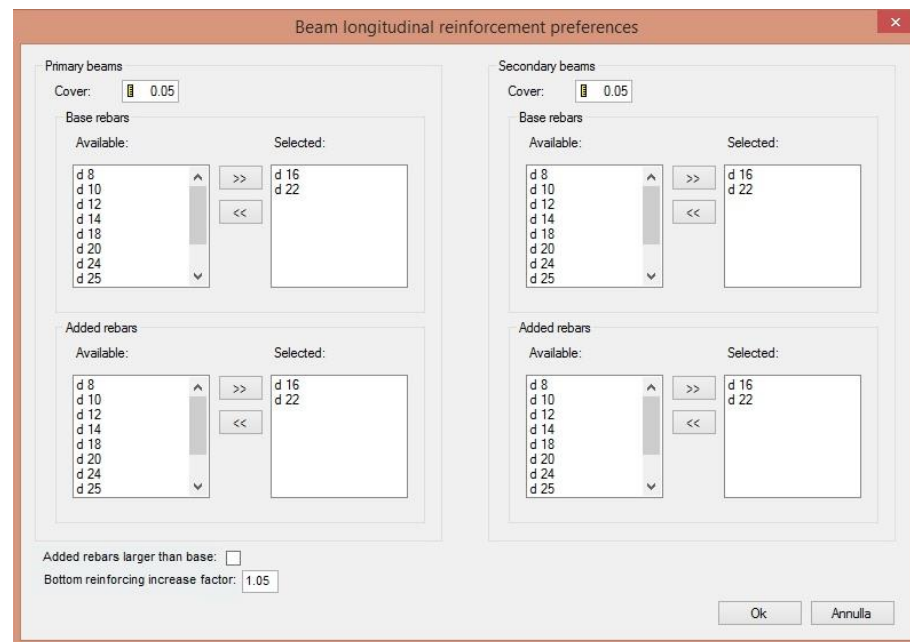 Beam longitudinal reinforcement preferences
×
Primary beams
Cover: 0.05
Base rebars
Available: Selected:
d 8
d 10
d 12
d 14
d 18
d 20
d 24
d 25
>>
<<
d 16
d 22
Added rebars
Available: Selected:
d 8
d 10
d 12
d 14
d 18
d 20
d 24
d 25
>>
<<
d 16
d 22
Secondary beams
Cover: 0.05
Base rebars
Available: Selected:
d 8
d 10
d 12
d 14
d 18
d 20
d 24
d 25
>>
<<
d 16
d 22
Added rebars
Available: Selected:
d 8
d 10
d 12
d 14
d 18
d 20
d 24
d 25
>>
<<
d 16
d 22
Added rebars larger than base:
Bottom reinforcing increase factor: 1.05
Ok Annulla